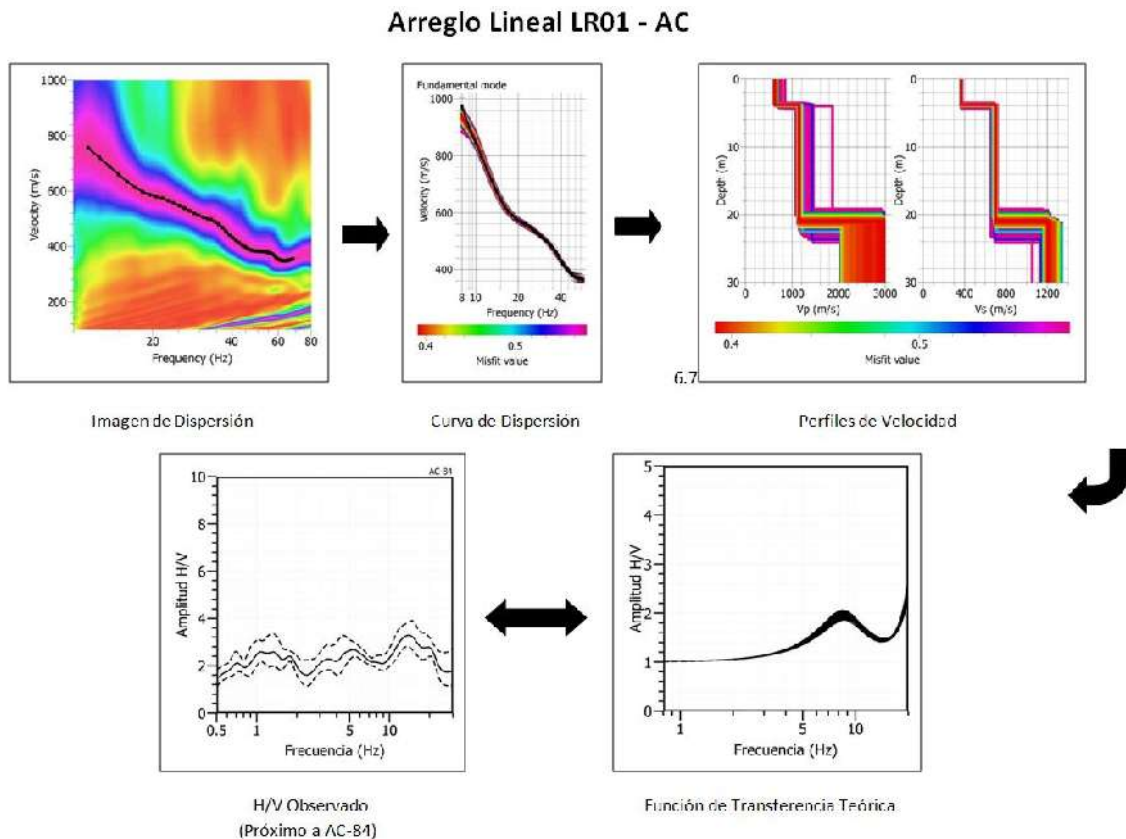 Arreglo Lineal LR01 - AC
1000
800
600
400
200
Velocity (m/s)
20 40 60 80
Frequency (Hz)
Imagen de Dispersión
Fundamental mode
1000
800
600
400
Velocity (m/s)
8 10 20 40
Frequency (Hz)
0.4 0.5
Misfit value
Curva de Dispersión
0
10
20
30
Depth (m)
0 1000 2000 3000
Vp (m/s)
0
10
20
30
Depth (m)
0 400 800 1200
Vs (m/s)
0.4 0.5
Misfit value
6.7
Perfiles de Velocidad
AC-84
10
8
6
4
2
0
Amplitud H/V
0.5 1 5 10
Frecuencia (Hz)
H/V Observado
(Próximo a AC-84)
5
4
3
2
1
0
Amplitud H/V
1 5 10
Frecuencia (Hz)
Función de Transferencia Teórica